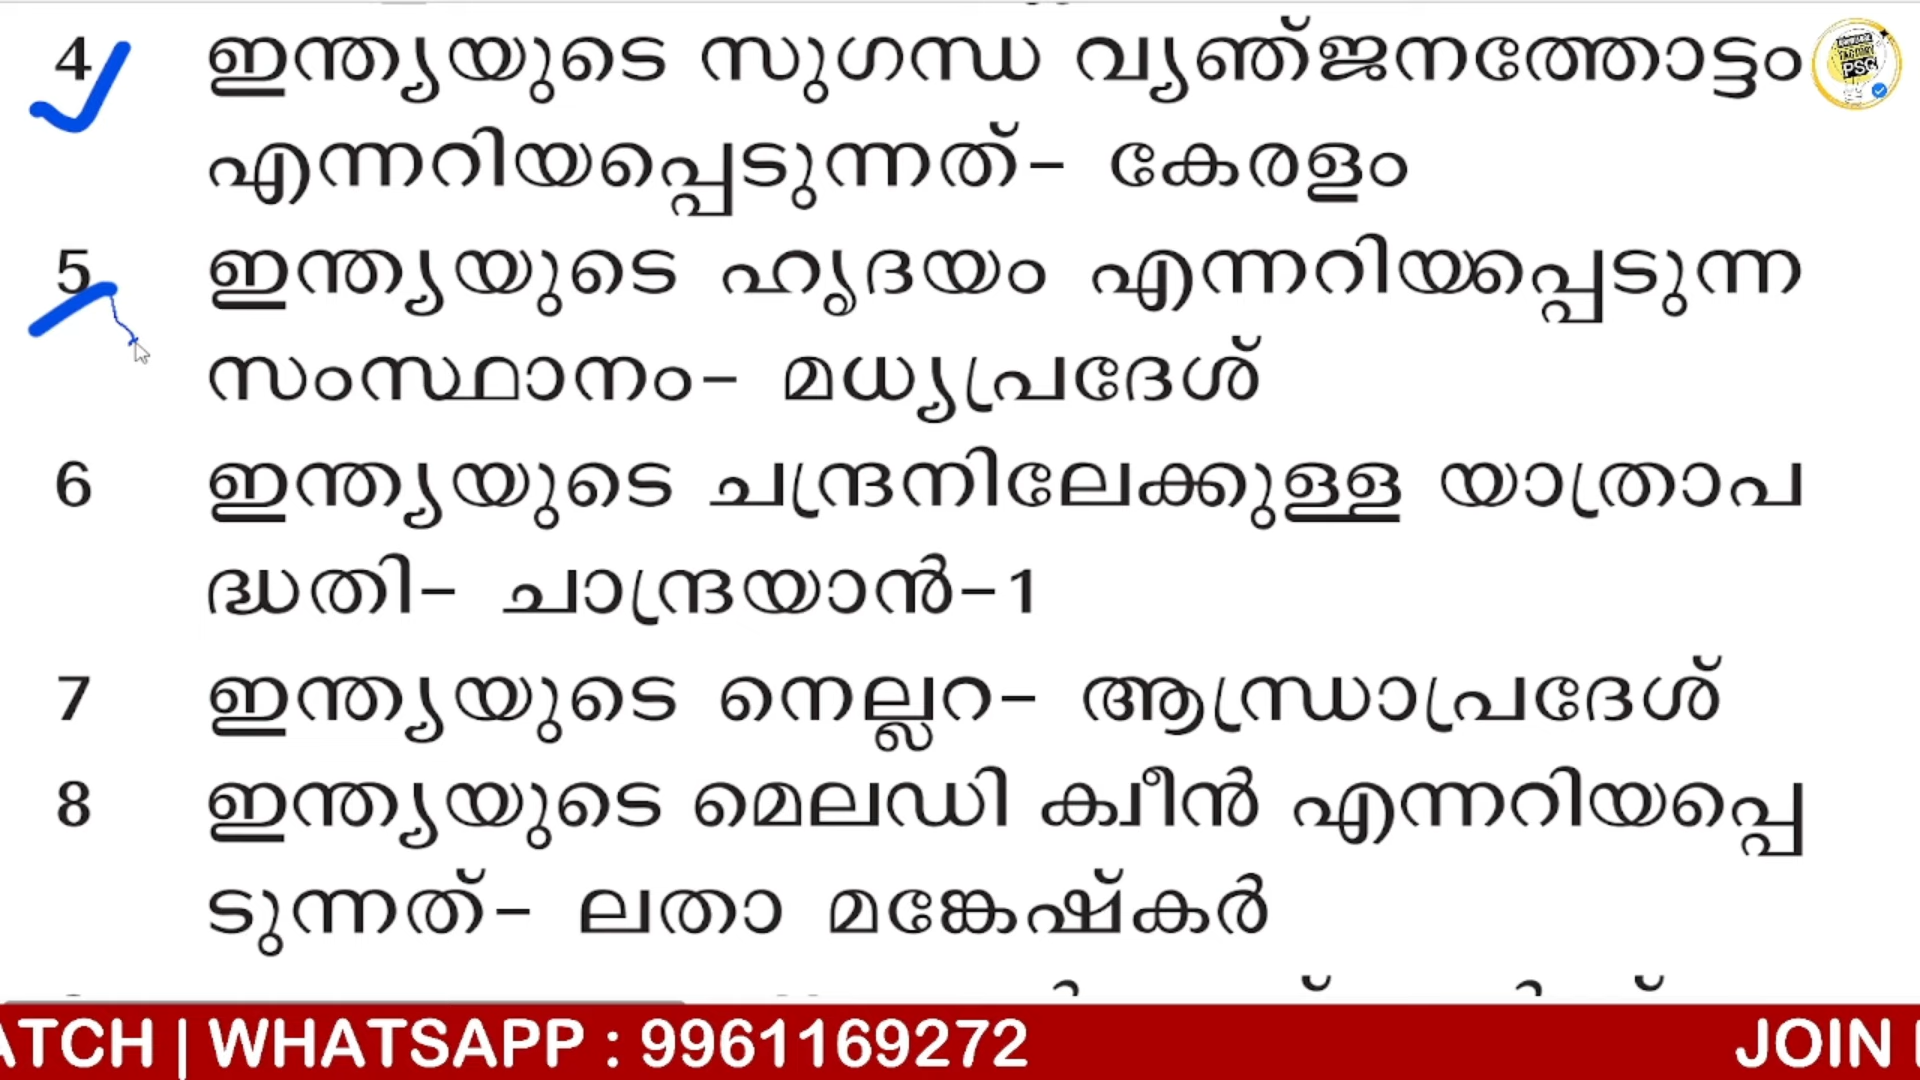 4 ഇന്ത്യയുടെ സുഗന്ധ വ്യഞ്ജനത്തോട്ടം
എന്നറിയപ്പെടുന്നത്- കേരളം
5 ഇന്ത്യയുടെ ഹൃദയം എന്നറിയപ്പെടുന്ന
സംസ്ഥാനം- മധ്യപ്രദേശ്
6 ഇന്ത്യയുടെ ചന്ദ്രനിലേക്കുള്ള യാത്രാപ
ദ്ധതി- ചാന്ദ്രയാൻ-1
7 ഇന്ത്യയുടെ നെല്ലറ- ആന്ധ്രാപ്രദേശ്
8 ഇന്ത്യയുടെ മെലഡി ക്വീൻ എന്നറിയപ്പെ
ടുന്നത്- ലതാ മങ്കേഷ്കർ
ATCH | WHATSAPP : 9961169272 JOIN
PSC